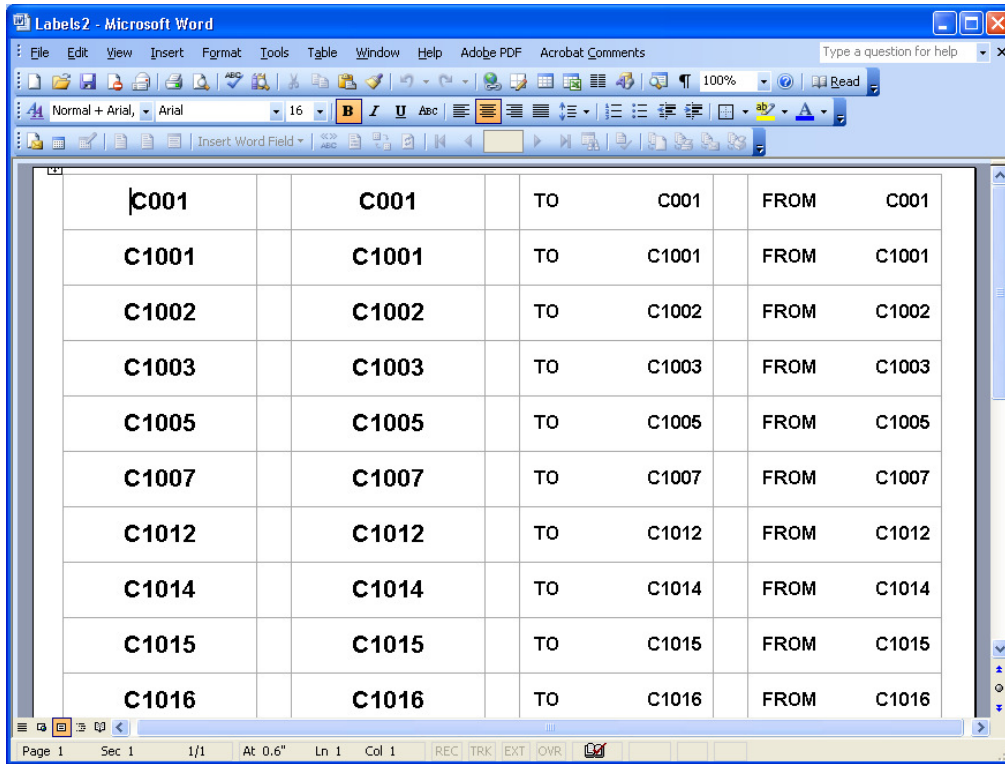 Labels2 - Microsoft Word
File Edit View Insert Format Tools Table Window Help Adobe PDF Acrobat Comments Type a question for help
100% Read
Normal + Arial, Arial 16 B I U ABC
Insert Word Field
C001 C001 TO C001 FROM C001
C1001 C1001 TO C1001 FROM C1001
C1002 C1002 TO C1002 FROM C1002
C1003 C1003 TO C1003 FROM C1003
C1005 C1005 TO C1005 FROM C1005
C1007 C1007 TO C1007 FROM C1007
C1012 C1012 TO C1012 FROM C1012
C1014 C1014 TO C1014 FROM C1014
C1015 C1015 TO C1015 FROM C1015
C1016 C1016 TO C1016 FROM C1016
Page 1 Sec 1 1/1 At 0.6" Ln 1 Col 1 REC TRK EXT OVR